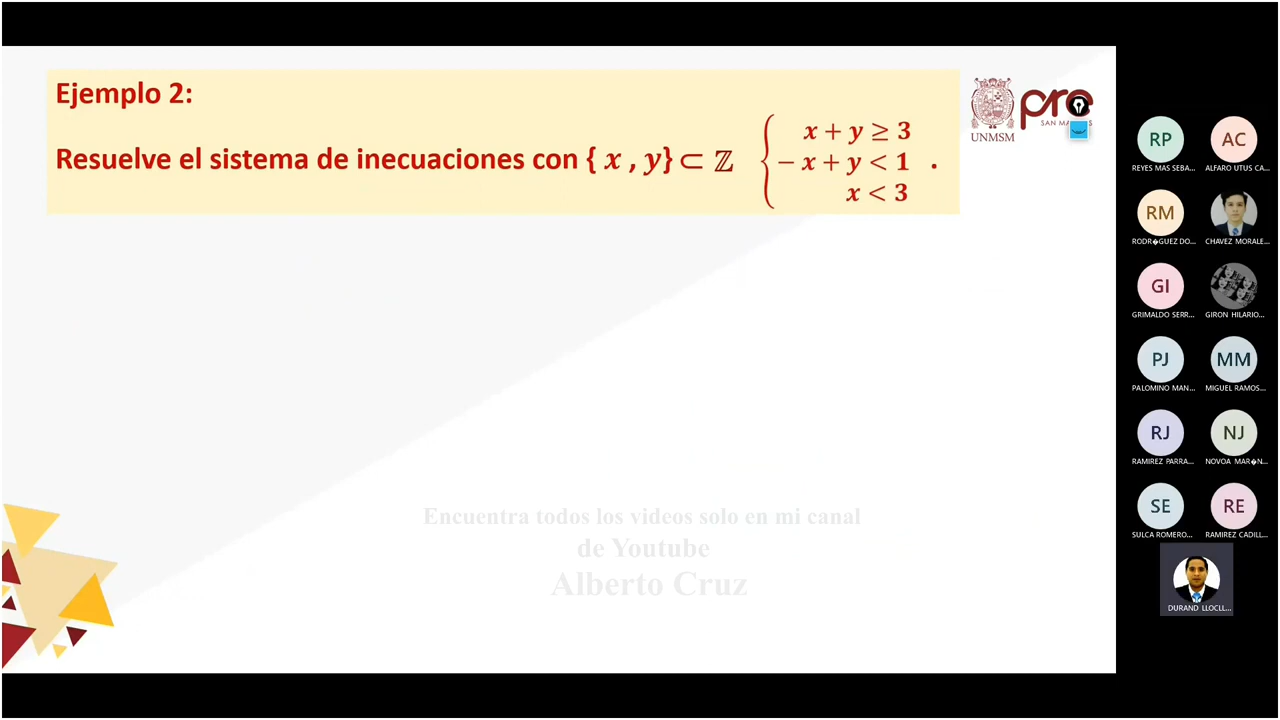 Ejemplo 2:
Resuelve el sistema de inecuaciones con { x , y} ⊂ ℤ
x + y ≥ 3
− x + y < 1 .
x < 3
UNMSM
pre
Encuentra todos los videos solo en mi canal
de Youtube
Alberto Cruz
RP
AC
REYES MAS SEBA...
ALFARO UTUS CA...
RM
RODR�GUEZ DO...
CHAVEZ MORALE...
GI
GRIMALDO SERR...
GIRON HILARIO...
PJ
MM
PALOMINO MAN...
MIGUEL RAMOS...
RJ
NJ
RAMIREZ PARRA...
NOVOA MAR�N...
SE
RE
SULCA ROMERO...
RAMIREZ CADILL...
DURAND LLOCLL...